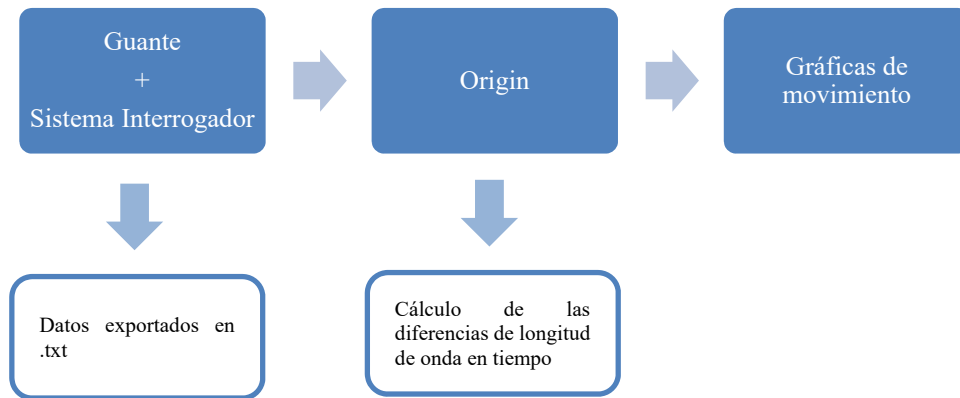 Guante
+
Sistema Interrogador
Origin
Gráficas de
movimiento
Datos exportados en
.txt
Cálculo de las
diferencias de longitud
de onda en tiempo